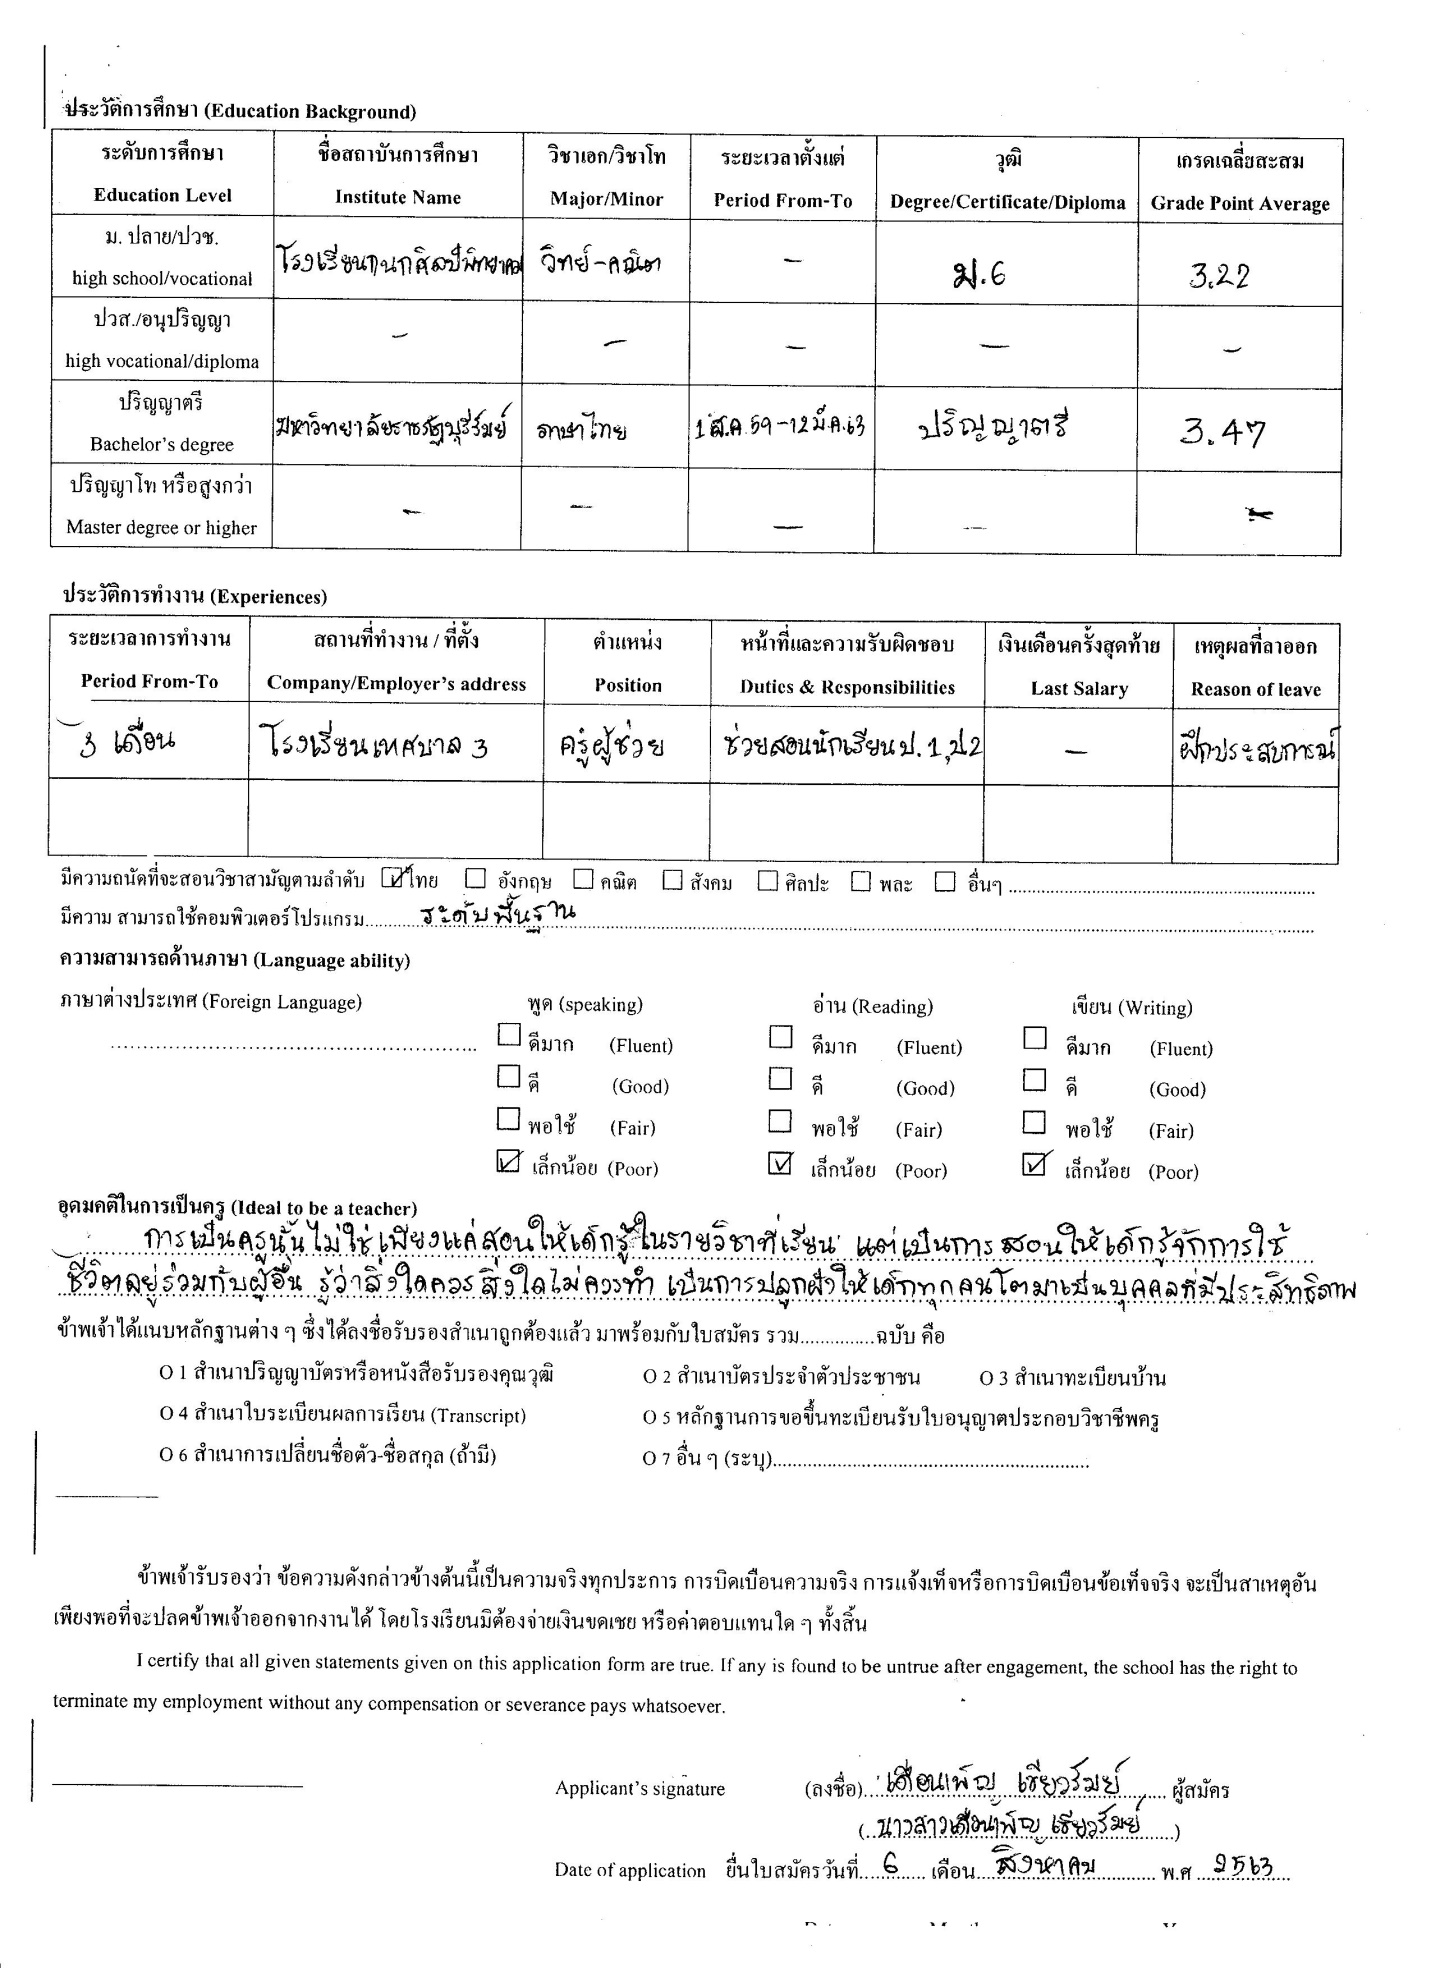 ประวัติการศึกษา (Education Background)
ระดับการศึกษา ชื่อสถาบันการศึกษา วิชาเอก/วิชาโท ระยะเวลาตั้งแต่ วุฒิ เกรดเฉลี่ยสะสม
Education Level Institute Name Major/Minor Period From-To Degree/Certificate/Diploma Grade Point Average
ม. ปลาย/ปวช. โรงเรียนกนกศิลป์พิทยาคม วิทย์-คณิต – ม.6 3.22
high school/vocational
ปวส./อนุปริญญา – – – – –
high vocational/diploma
ปริญญาตรี มหาวิทยาลัยราชภัฏบุรีรัมย์ ภาษาไทย 1 ส.ค. 59 – 12 มี.ค. 63 ปริญญาตรี 3.47
Bachelor's degree
ปริญญาโท หรือสูงกว่า – – – –
Master degree or higher
ประวัติการทำงาน (Experiences)
ระยะเวลาการทำงาน สถานที่ทำงาน / ที่ตั้ง ตำแหน่ง หน้าที่และความรับผิดชอบ เงินเดือนครั้งสุดท้าย เหตุผลที่ลาออก
Period From-To Company/Employer's address Position Duties & Responsibilities Last Salary Reason of leave
3 เดือน โรงเรียนเทศบาล 3 ครูผู้ช่วย ช่วยสอนนักเรียน ป.1,ป.2 – ฝึกประสบการณ์
มีความถนัดที่จะสอนวิชาสามัญตามลำดับ ☑ ไทย ☐ อังกฤษ ☐ คณิต ☐ สังคม ☐ ศิลปะ ☐ พละ ☐ อื่นๆ ..........
มีความ สามารถใช้คอมพิวเตอร์โปรแกรม.......... ระดับพื้นฐาน
ความสามารถด้านภาษา (Language ability)
ภาษาต่างประเทศ (Foreign Language) พูด (speaking) อ่าน (Reading) เขียน (Writing)
.......... ☐ ดีมาก (Fluent) ☐ ดีมาก (Fluent) ☐ ดีมาก (Fluent)
☐ ดี (Good) ☐ ดี (Good) ☐ ดี (Good)
☐ พอใช้ (Fair) ☐ พอใช้ (Fair) ☐ พอใช้ (Fair)
☑ เล็กน้อย (Poor) ☑ เล็กน้อย (Poor) ☑ เล็กน้อย (Poor)
อุดมคติในการเป็นครู (Ideal to be a teacher)
การเป็นครูนั้นไม่ใช่เพียงแค่สอนให้เด็กรู้ในรายวิชาที่เรียน แต่เป็นการสอนให้เด็กรู้จักการใช้
ชีวิตอยู่ร่วมกับผู้อื่น รู้ว่าสิ่งใดควร สิ่งใดไม่ควรทำ เป็นการปลูกฝังให้เด็กทุกคนโตมาเป็นบุคคลที่มีประสิทธิภาพ
ข้าพเจ้าได้แนบหลักฐานต่าง ๆ ซึ่งได้ลงชื่อรับรองสำเนาถูกต้องแล้ว มาพร้อมกับใบสมัคร รวม..............ฉบับ คือ
O 1 สำเนาปริญญาบัตรหรือหนังสือรับรองคุณวุฒิ O 2 สำเนาบัตรประจำตัวประชาชน O 3 สำเนาทะเบียนบ้าน
O 4 สำเนาใบระเบียนผลการเรียน (Transcript) O 5 หลักฐานการขอขึ้นทะเบียนรับใบอนุญาตประกอบวิชาชีพครู
O 6 สำเนาการเปลี่ยนชื่อตัว-ชื่อสกุล (ถ้ามี) O 7 อื่น ๆ (ระบุ)..........
ข้าพเจ้ารับรองว่า ข้อความดังกล่าวข้างต้นนี้เป็นความจริงทุกประการ การบิดเบือนความจริง การแจ้งเท็จหรือการบิดเบือนข้อเท็จจริง จะเป็นสาเหตุอัน
เพียงพอที่จะปลดข้าพเจ้าออกจากงานได้ โดยโรงเรียนมิต้องจ่ายเงินชดเชย หรือค่าตอบแทนใด ๆ ทั้งสิ้น
I certify that all given statements given on this application form are true. If any is found to be untrue after engagement, the school has the right to
terminate my employment without any compensation or severance pays whatsoever.
Applicant's signature (ลงชื่อ)..เดือนเพ็ญ เชียวรัมย์..ผู้สมัคร
(..นางสาวเดือนเพ็ญ เชียวรัมย์..)
Date of application ยื่นใบสมัครวันที่...6...เดือน...สิงหาคม...พ.ศ...2563...